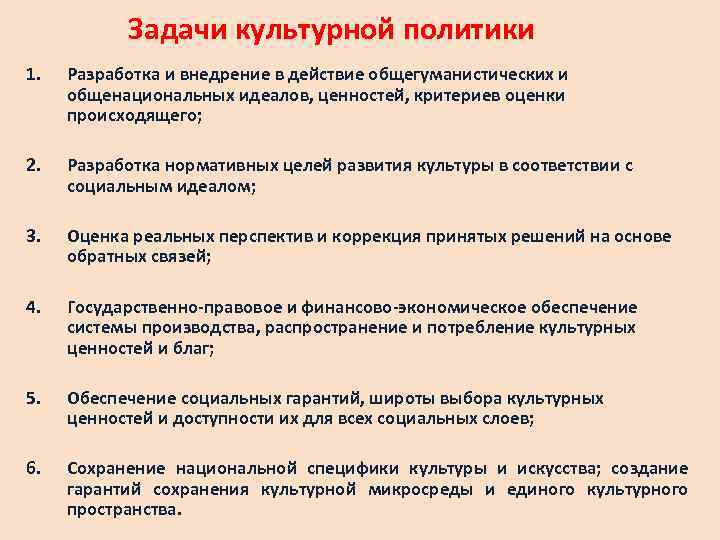 Задачи культурной политики
1. Разработка и внедрение в действие общегуманистических и
общенациональных идеалов, ценностей, критериев оценки
происходящего;
2. Разработка нормативных целей развития культуры в соответствии с
социальным идеалом;
3. Оценка реальных перспектив и коррекция принятых решений на основе
обратных связей;
4. Государственно-правовое и финансово-экономическое обеспечение
системы производства, распространение и потребление культурных
ценностей и благ;
5. Обеспечение социальных гарантий, широты выбора культурных
ценностей и доступности их для всех социальных слоев;
6. Сохранение национальной специфики культуры и искусства; создание
гарантий сохранения культурной микросреды и единого культурного
пространства.